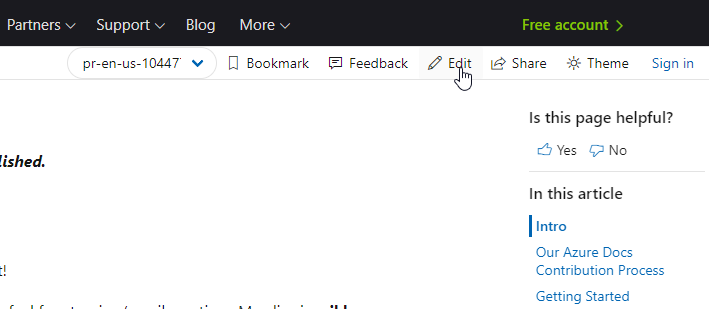 Partners Support Blog More Free account
pr-en-us-10447 Bookmark Feedback Edit Share Theme Sign in
Is this page helpful?
Yes No
lished.
In this article
Intro
Our Azure Docs
Contribution Process
t!
Getting Started